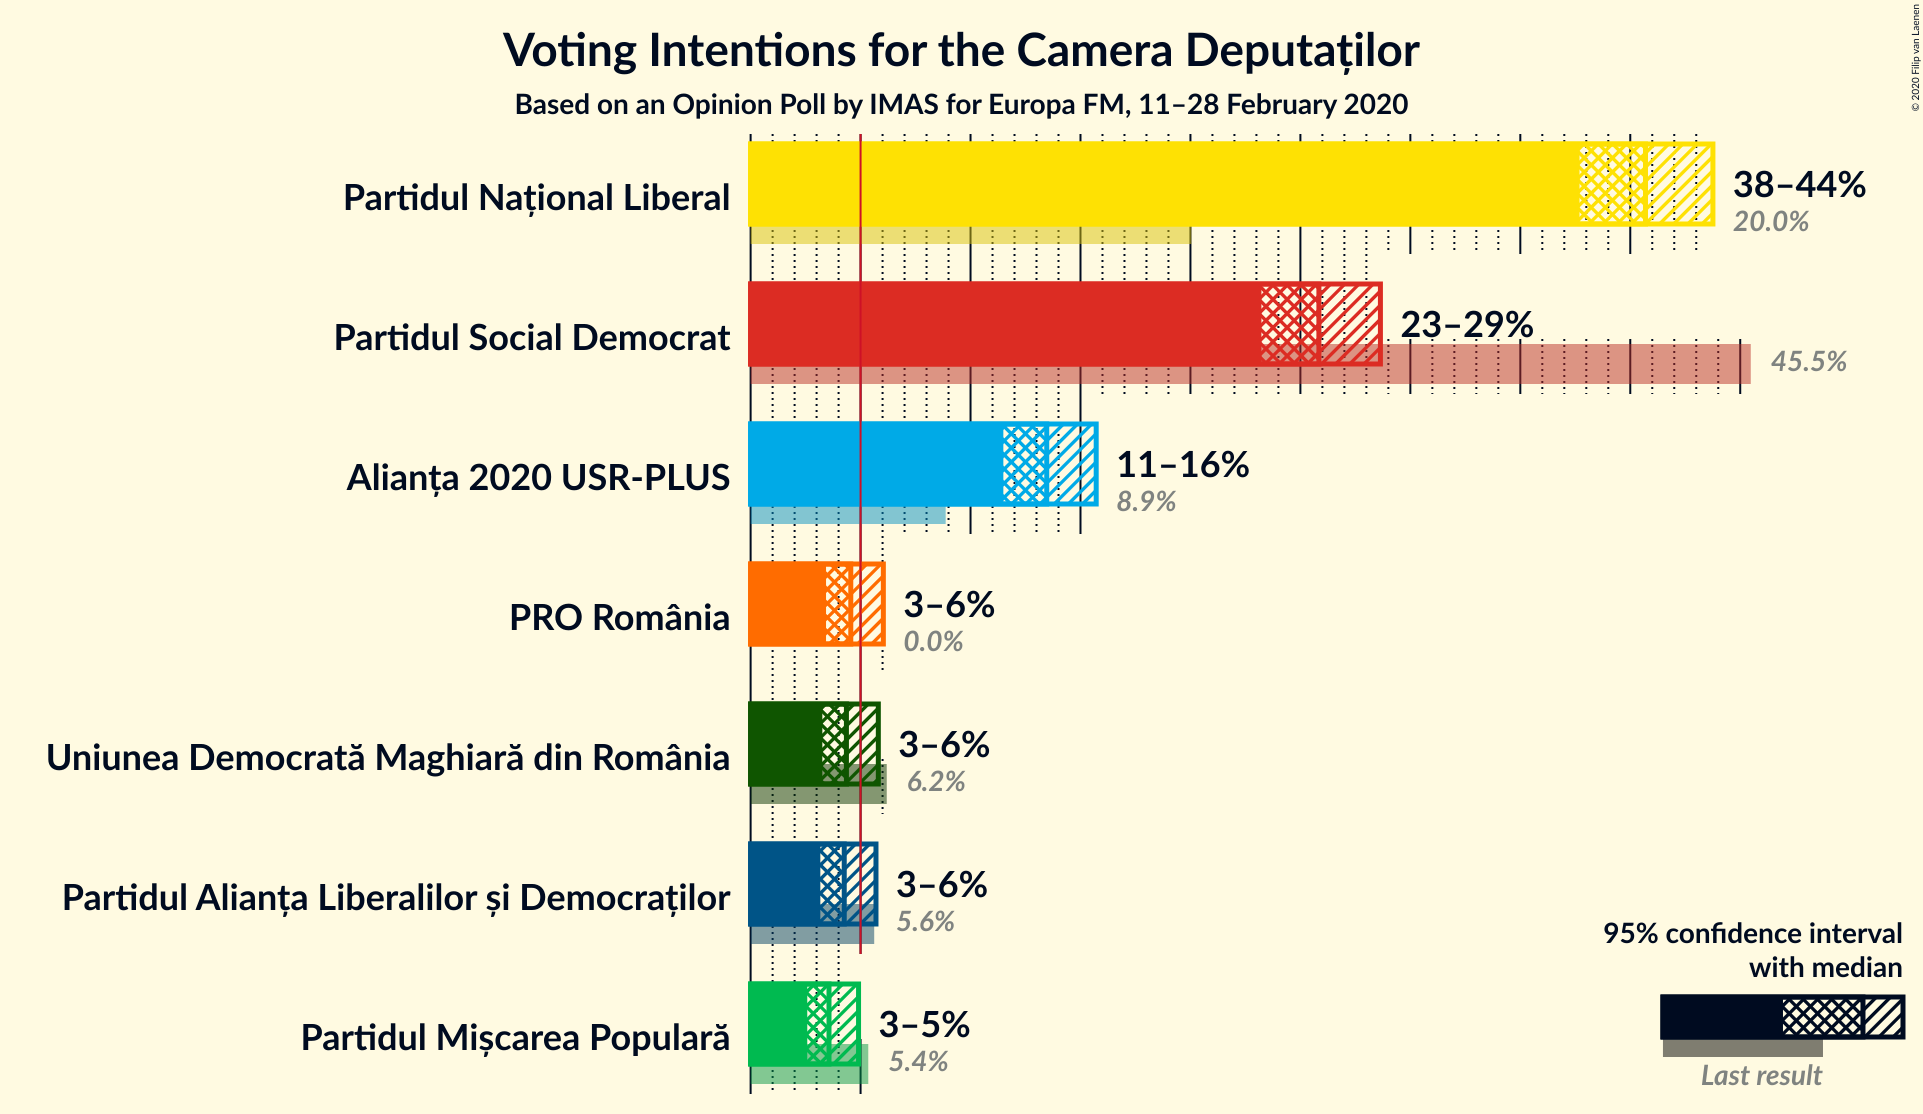 Voting Intentions for the Camera Deputaților
Based on an Opinion Poll by IMAS for Europa FM, 11–28 February 2020
© 2020 Filip van Laenen
Partidul Național Liberal
38–44%
20.0%
Partidul Social Democrat
23–29%
45.5%
Alianța 2020 USR-PLUS
11–16%
8.9%
PRO România
3–6%
0.0%
Uniunea Democrată Maghiară din România
3–6%
6.2%
Partidul Alianța Liberalilor și Democraților
3–6%
5.6%
Partidul Mișcarea Populară
3–5%
5.4%
95% confidence interval
with median
Last result